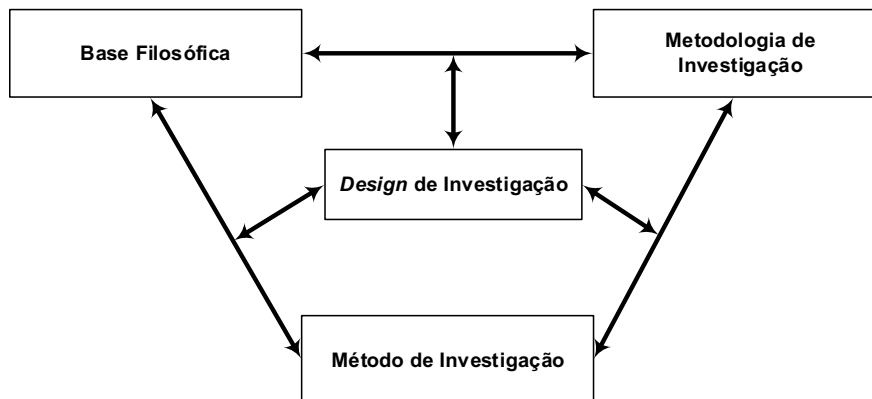 Base Filosófica
Metodologia de
Investigação
Design de Investigação
Método de Investigação